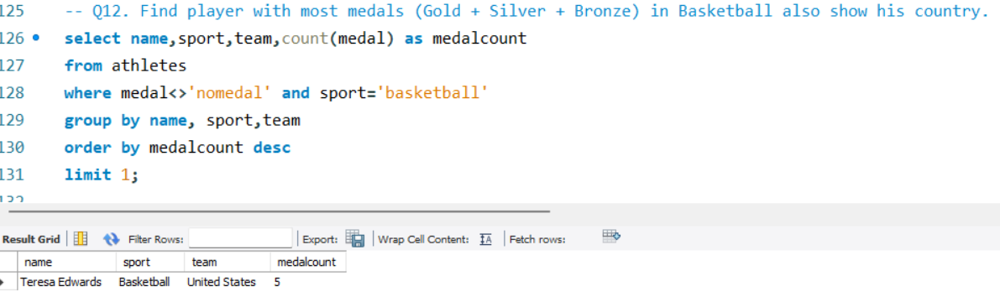 125 -- Q12. Find player with most medals (Gold + Silver + Bronze) in Basketball also show his country.
126 select name,sport,team,count(medal) as medalcount
127 from athletes
128 where medal<>'nomedal' and sport='basketball'
129 group by name, sport,team
130 order by medalcount desc
131 limit 1;
132
Result Grid Filter Rows: Export: Wrap Cell Content: IA Fetch rows:
name sport team medalcount
Teresa Edwards Basketball United States 5